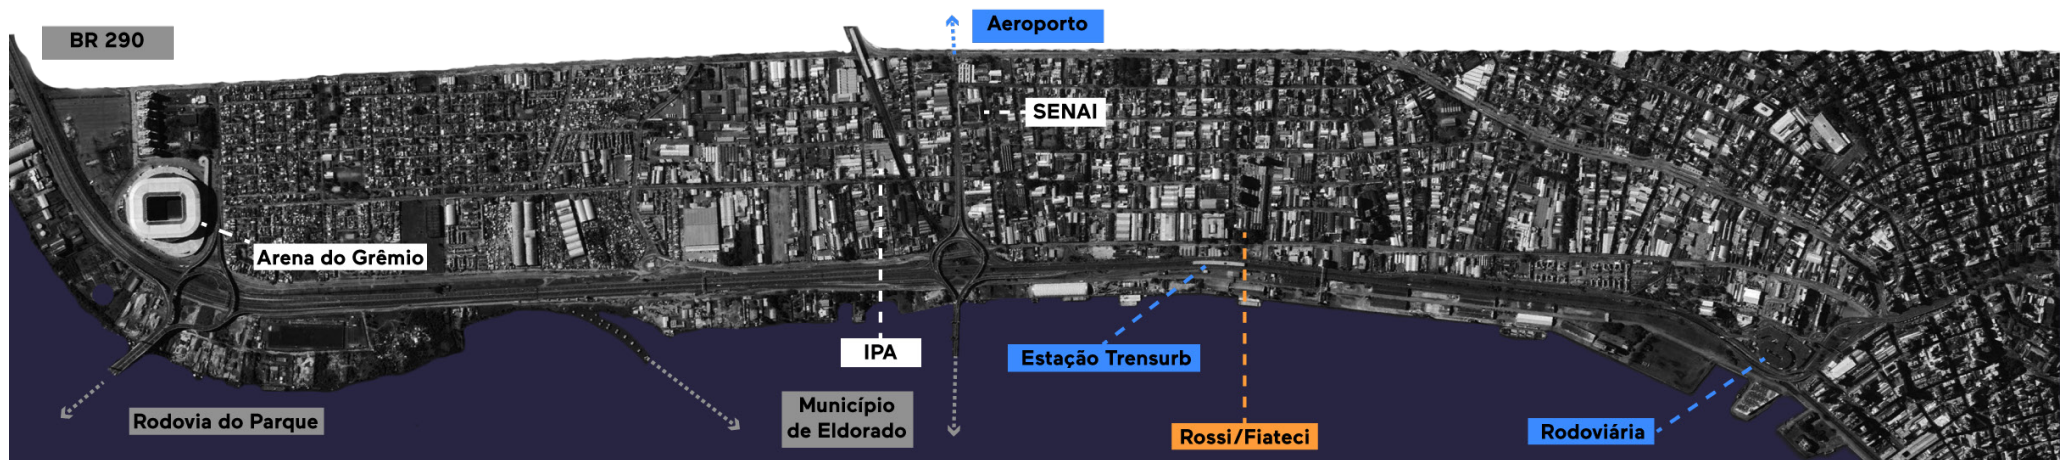 BR 290
Aeroporto
SENAI
Arena do Grêmio
IPA
Estação Trensurb
Município
de Eldorado
Rodovia do Parque
Rossi/Fiateci
Rodoviária